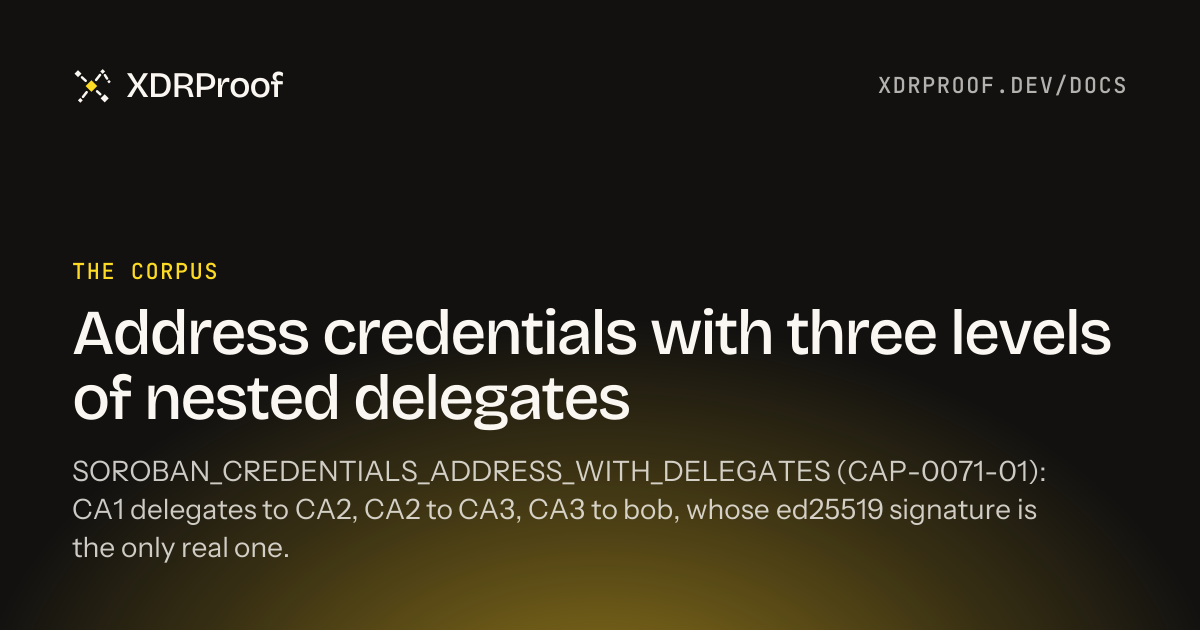 XDRProof
XDRPROOF.DEV/DOCS
THE CORPUS
Address credentials with three levels
of nested delegates
SOROBAN_CREDENTIALS_ADDRESS_WITH_DELEGATES (CAP-0071-01):
CA1 delegates to CA2, CA2 to CA3, CA3 to bob, whose ed25519 signature is
the only real one.